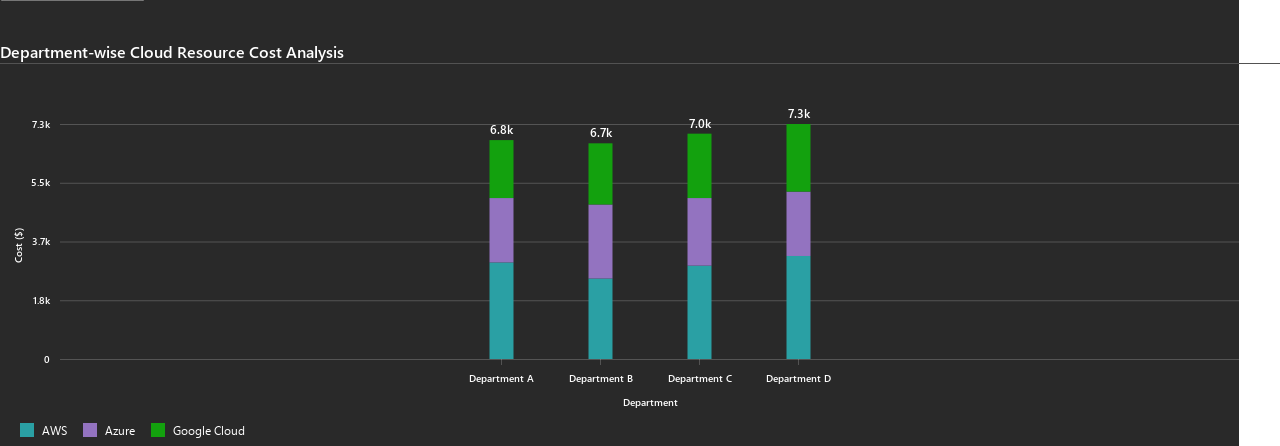 Department-wise Cloud Resource Cost Analysis
7.3k
6.8k
6.7k
7.0k
7.3k
5.5k
3.7k
1.8k
0
Cost ($)
Department A
Department B
Department C
Department D
Department
AWS
Azure
Google Cloud